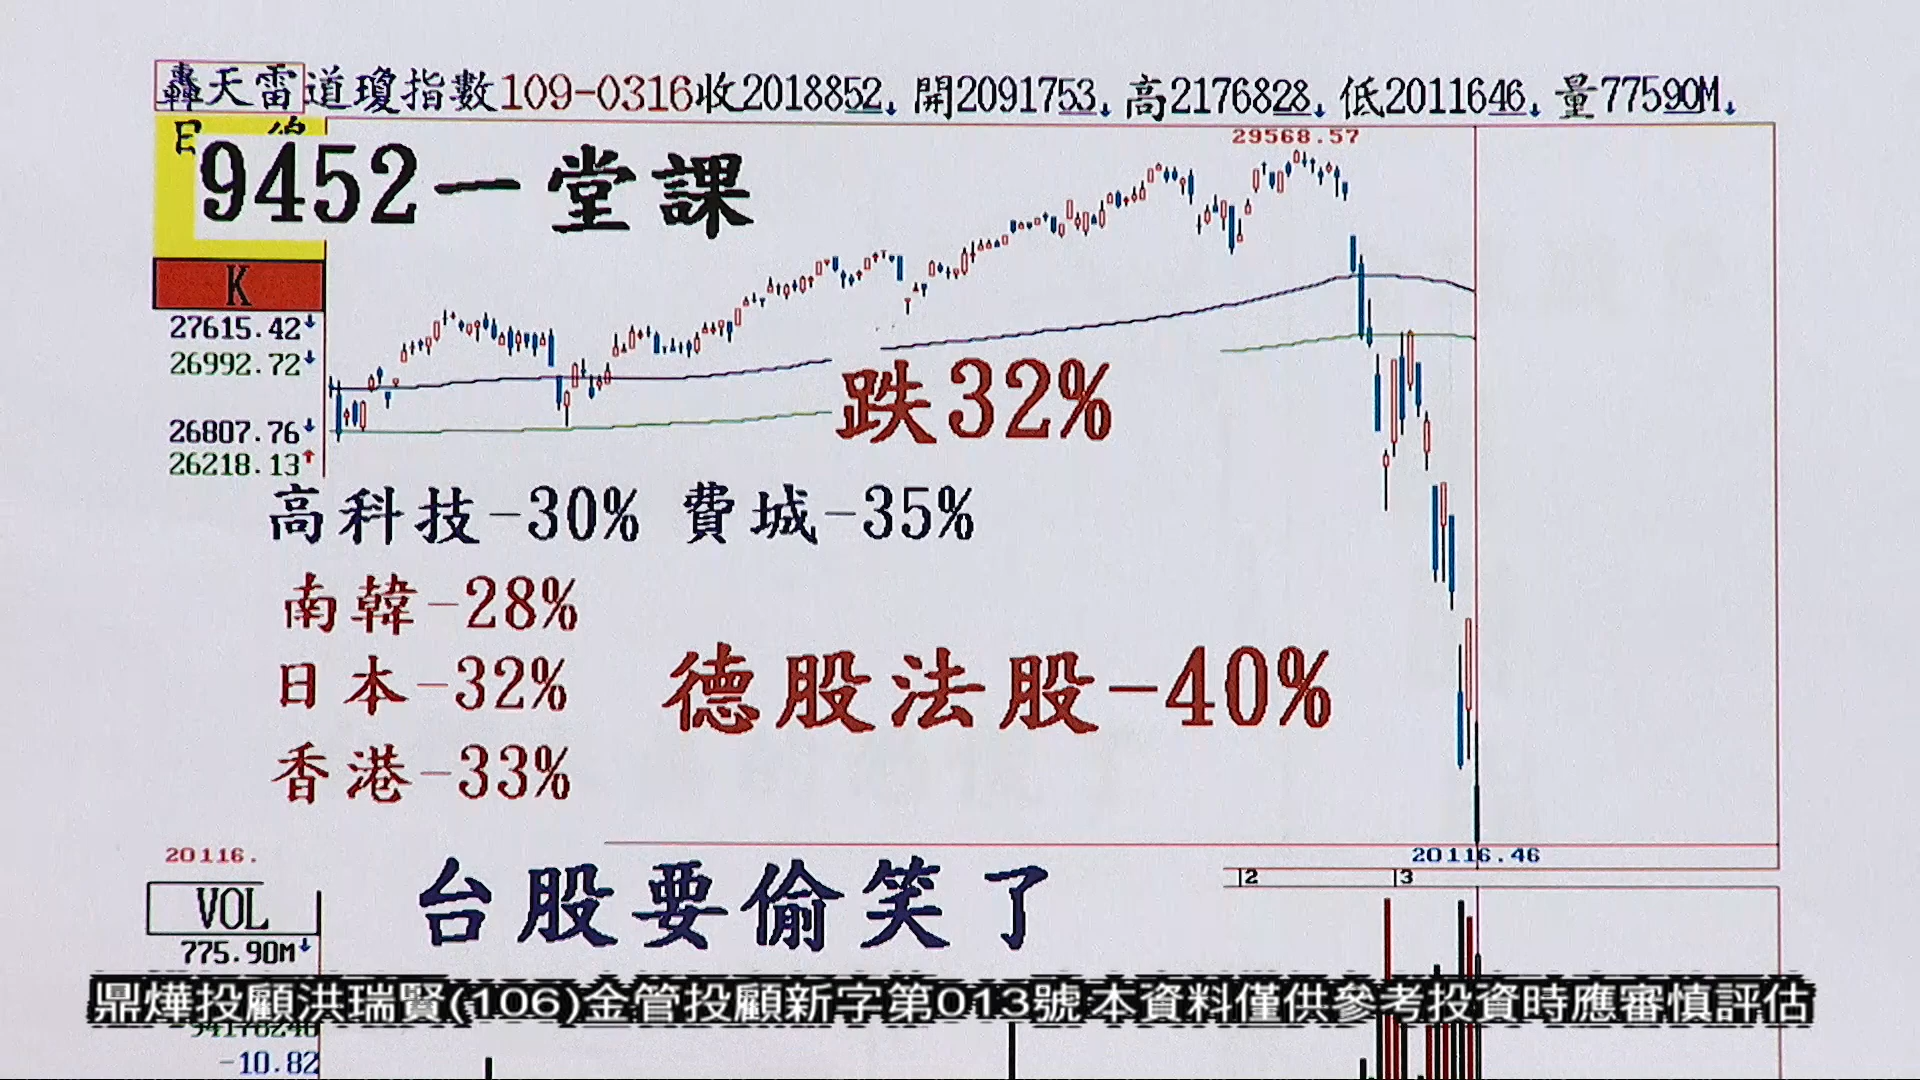 轟天雷道瓊指數109-0316收2018852↓開2091753↓高2176828↓低2011646↓量77590M↓
29568.57
9452一堂課
K
27615.42↓
26992.72↓
跌32%
26807.76↓
26218.13↑
高科技-30% 費城-35%
南韓-28%
日本-32%
德股法股-40%
香港-33%
20116.
20116.46
2
3
台股要偷笑了
VOL
775.90M↓
鼎燁投顧洪瑞賢(106)金管投顧新字第013號 本資料僅供參考投資時應審慎評估
-10.82